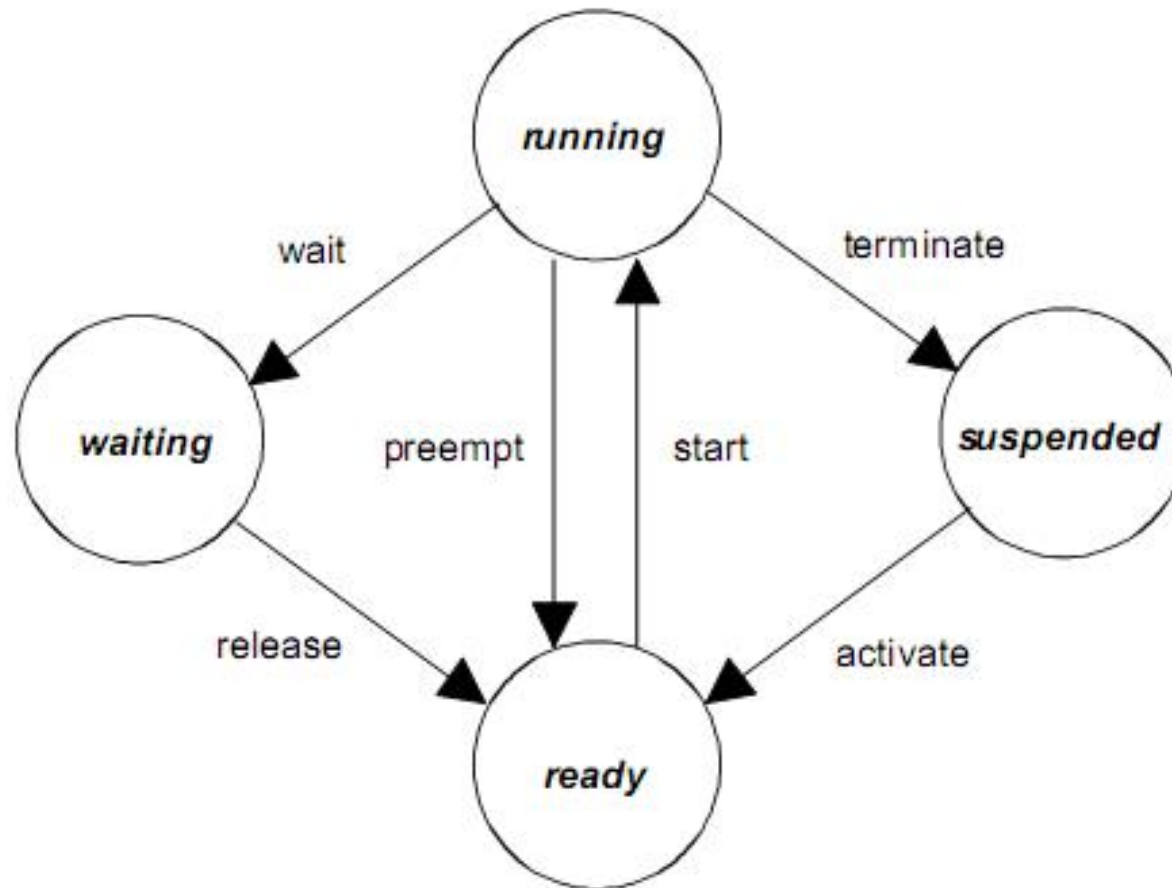 running
wait
terminate
waiting
preempt
start
suspended
release
activate
ready